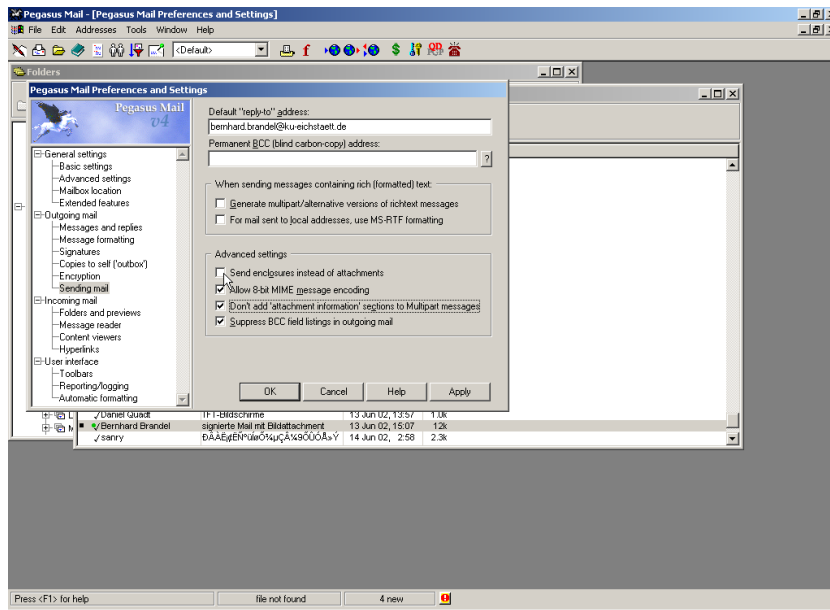 Pegasus Mail - [Pegasus Mail Preferences and Settings]
File Edit Addresses Tools Window Help
<Default>
Folders
Pegasus Mail Preferences and Settings
Pegasus Mail
v4
General settings
Basic settings
Advanced settings
Mailbox location
Extended features
Outgoing mail
Messages and replies
Message formatting
Signatures
Copies to self ('outbox')
Encryption
Sending mail
Incoming mail
Folders and previews
Message reader
Content viewers
Hyperlinks
User interface
Toolbars
Reporting/logging
Automatic formatting
Default "reply-to" address:
bernhard.brandel@ku-eichstaett.de
Permanent BCC (blind carbon-copy) address:
?
When sending messages containing rich (formatted) text:
Generate multipart/alternative versions of richtext messages
For mail sent to local addresses, use MS-RTF formatting
Advanced settings
Send enclosures instead of attachments
Allow 8-bit MIME message encoding
Don't add 'attachment information' sections to Multipart messages
Suppress BCC field listings in outgoing mail
OK Cancel Help Apply
Daniel Quadt TFT-Bildschirme 13 Jun 02, 13:57 1.0k
Bernhard Brandel signierte Mail mit Bildattachment 13 Jun 02, 15:07 12k
sanry 14 Jun 02, 2:58 2.3k
Press <F1> for help file not found 4 new